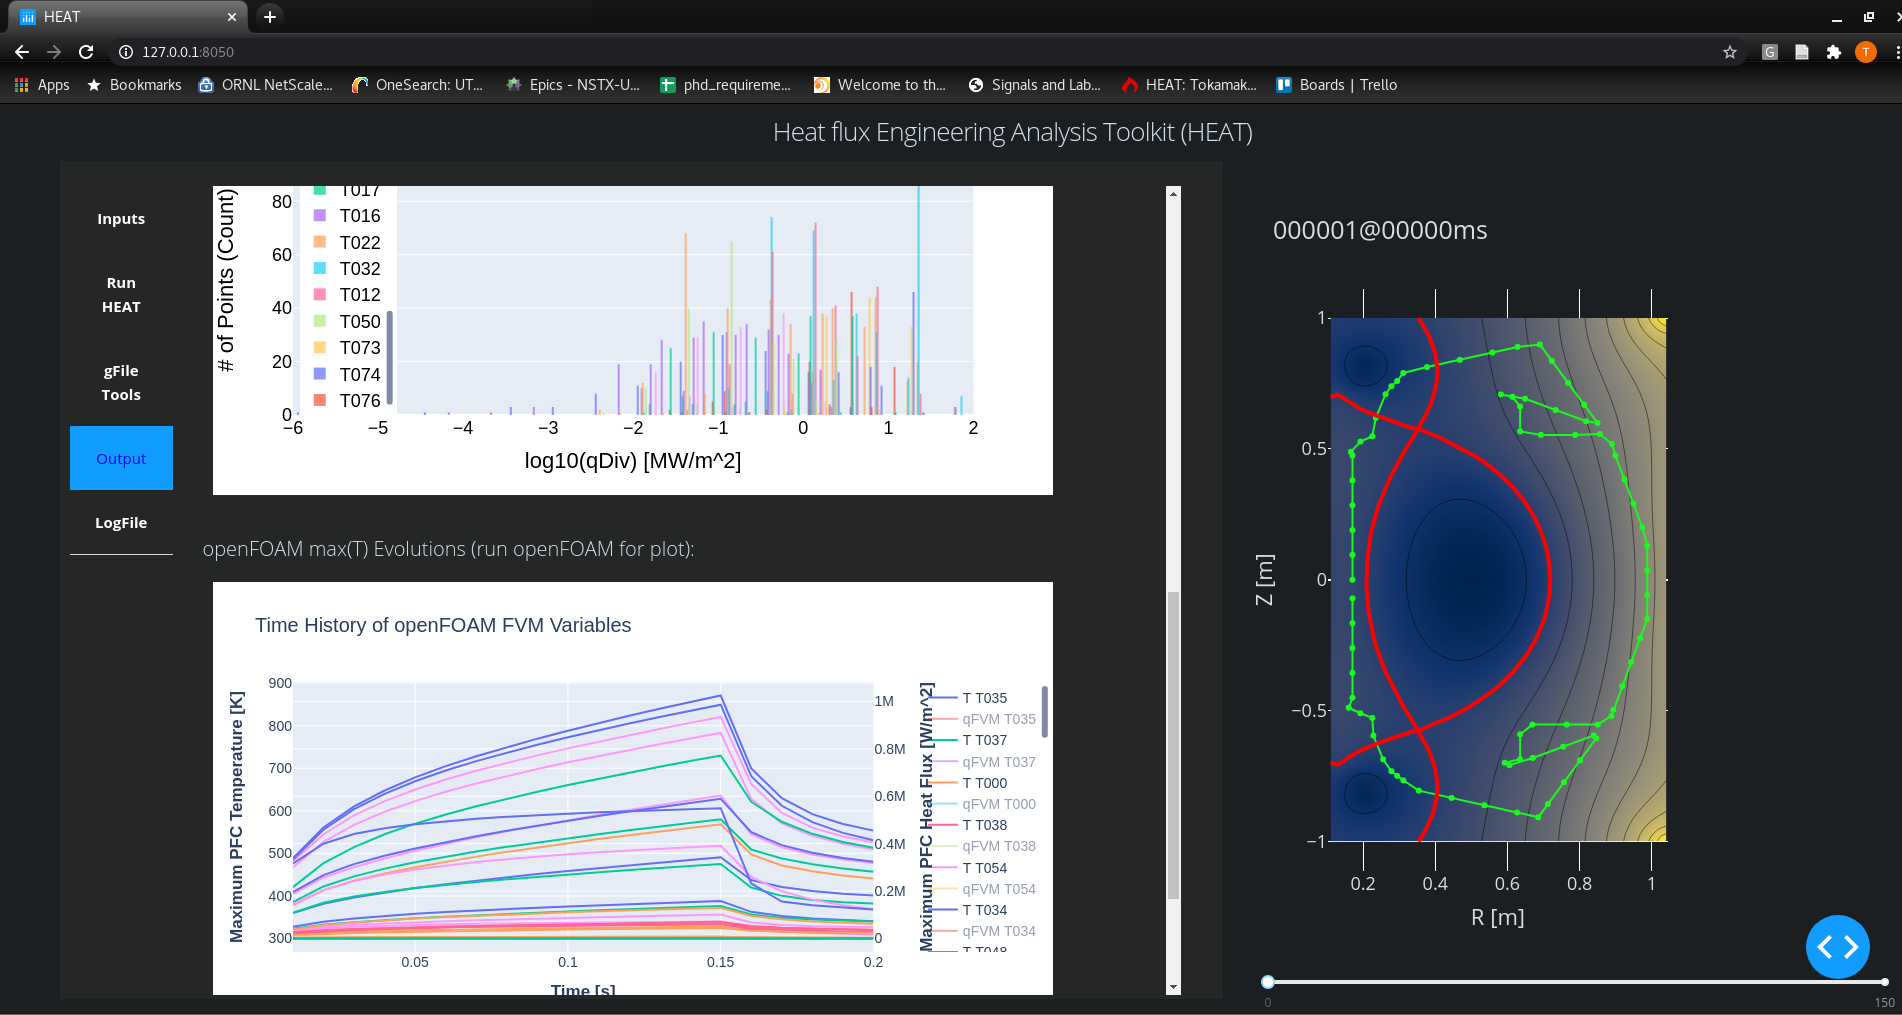 HEAT
127.0.0.1:8050
G
T
Apps
Bookmarks
ORNL NetScale...
OneSearch: UT...
Epics - NSTX-U...
phd_requireme...
Welcome to th...
Signals and Lab...
HEAT: Tokamak...
Boards | Trello
Heat flux Engineering Analysis Toolkit (HEAT)
Inputs
Run
HEAT
gFile
Tools
Output
LogFile
# of Points (Count)
80
60
40
20
0
T017
T016
T022
T032
T012
T050
T073
T074
T076
−6 −5 −4 −3 −2 −1 0 1 2
log10(qDiv) [MW/m^2]
openFOAM max(T) Evolutions (run openFOAM for plot):
Time History of openFOAM FVM Variables
Maximum PFC Temperature [K]
900
800
700
600
500
400
300
0.05 0.1 0.15 0.2
Time [s]
1M
0.8M
0.6M
0.4M
0.2M
0
Maximum PFC Heat Flux [W/m^2]
T T035
qFVM T035
T T037
qFVM T037
T T000
qFVM T000
T T038
qFVM T038
T T054
qFVM T054
T T034
qFVM T034
T T048
000001@00000ms
Z [m]
1
0.5
0
−0.5
−1
0.2 0.4 0.6 0.8 1
R [m]
0 150